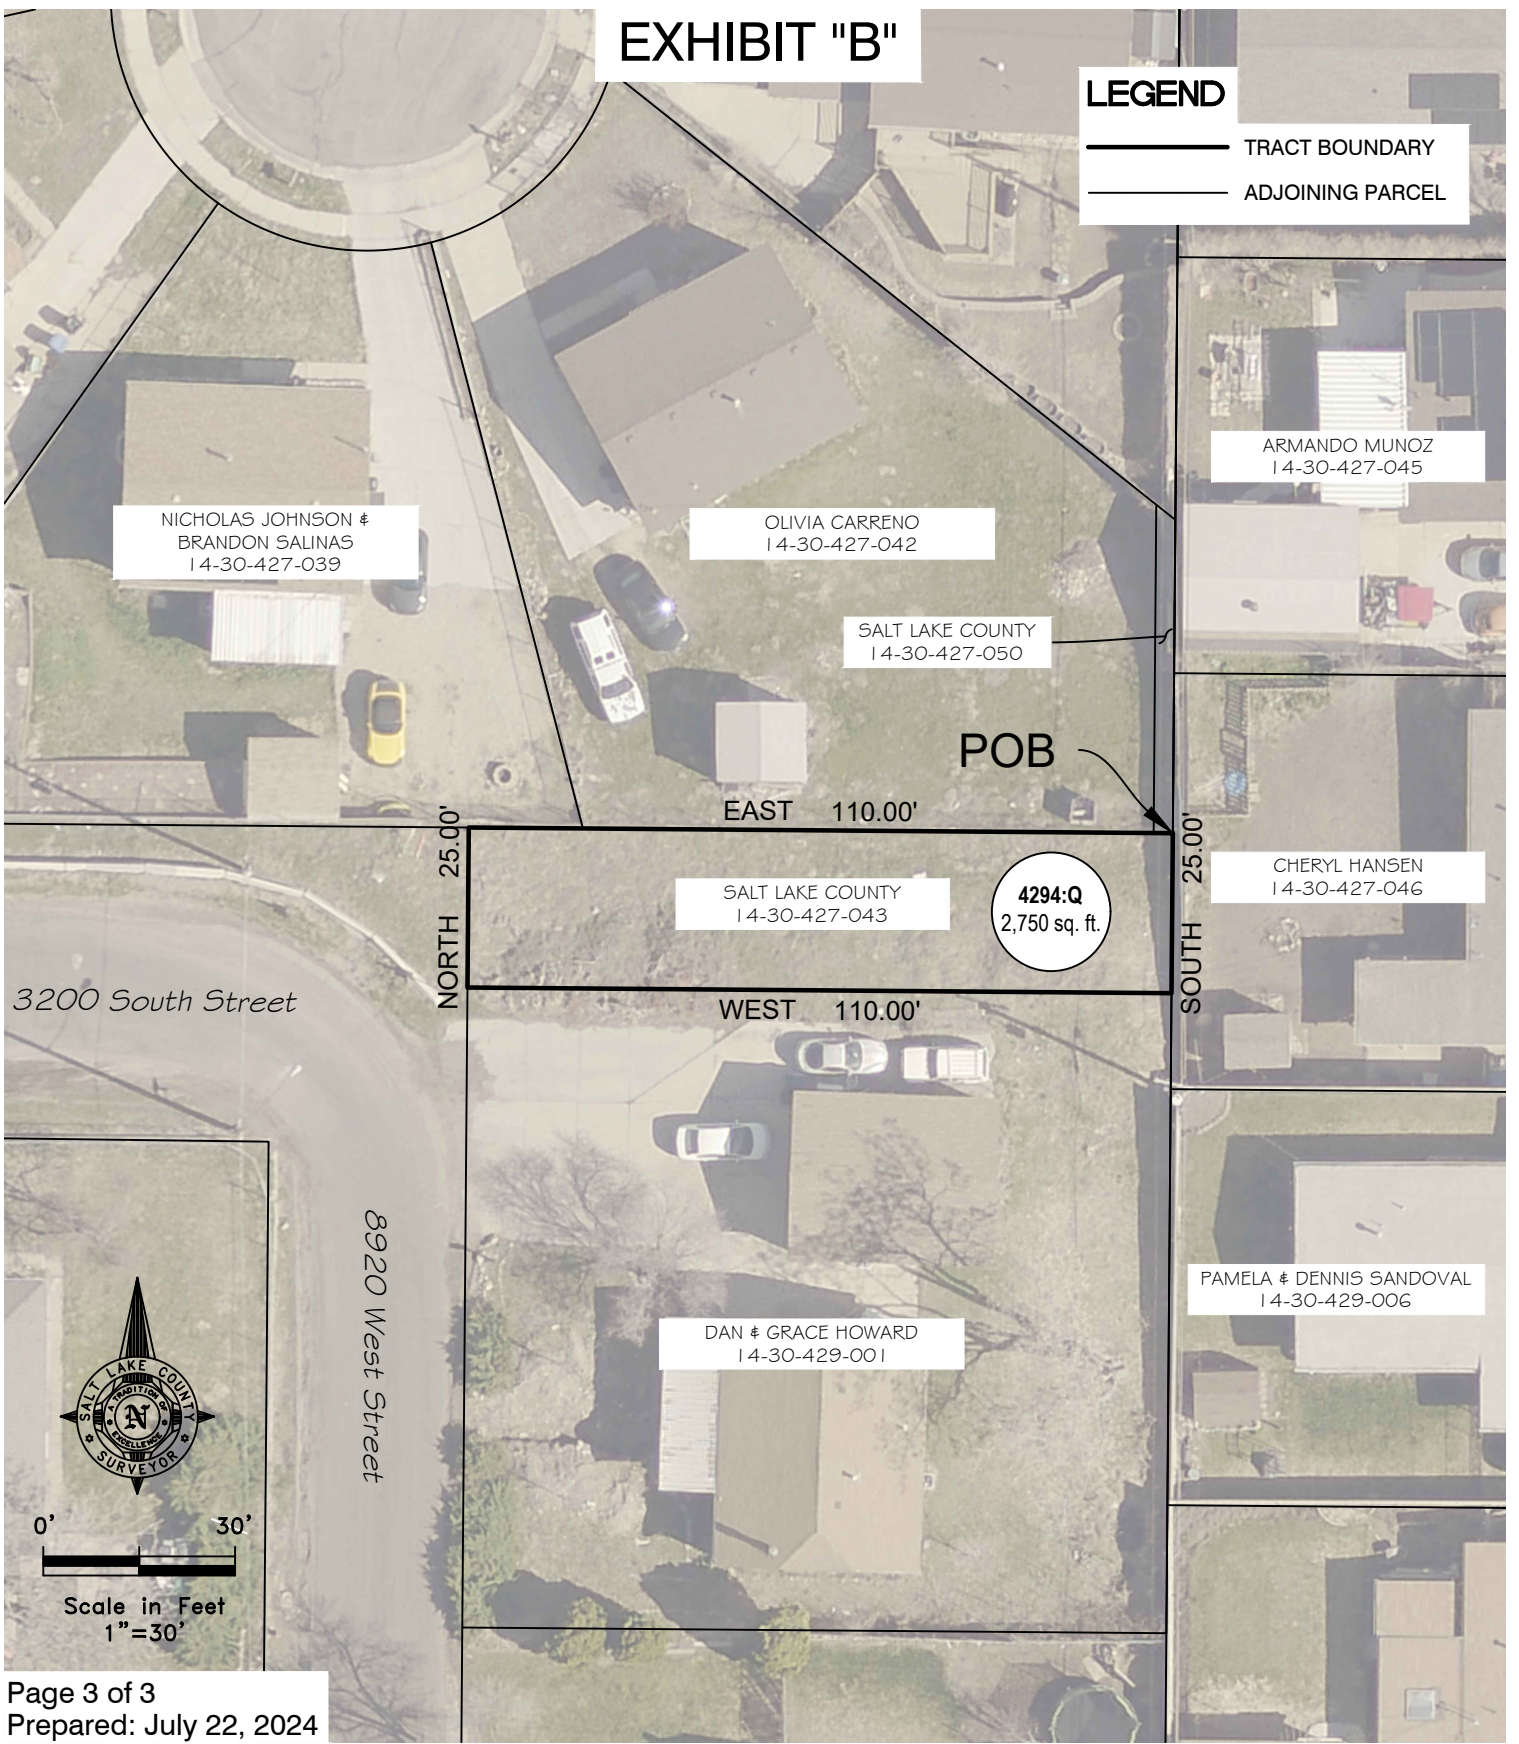 EXHIBIT "B"
LEGEND
TRACT BOUNDARY
ADJOINING PARCEL
ARMANDO MUNOZ
14-30-427-045
NICHOLAS JOHNSON &
BRANDON SALINAS
14-30-427-039
OLIVIA CARRENO
14-30-427-042
SALT LAKE COUNTY
14-30-427-050
POB
EAST 110.00'
NORTH 25.00'
SOUTH 25.00'
SALT LAKE COUNTY
14-30-427-043
4294:Q
2,750 sq. ft.
CHERYL HANSEN
14-30-427-046
WEST 110.00'
3200 South Street
8920 West Street
PAMELA & DENNIS SANDOVAL
14-30-429-006
DAN & GRACE HOWARD
14-30-429-001
SALT LAKE COUNTY
SURVEYOR
A TRADITION OF
EXCELLENCE
N
0' 30'
Scale in Feet
1"=30'
Page 3 of 3
Prepared: July 22, 2024